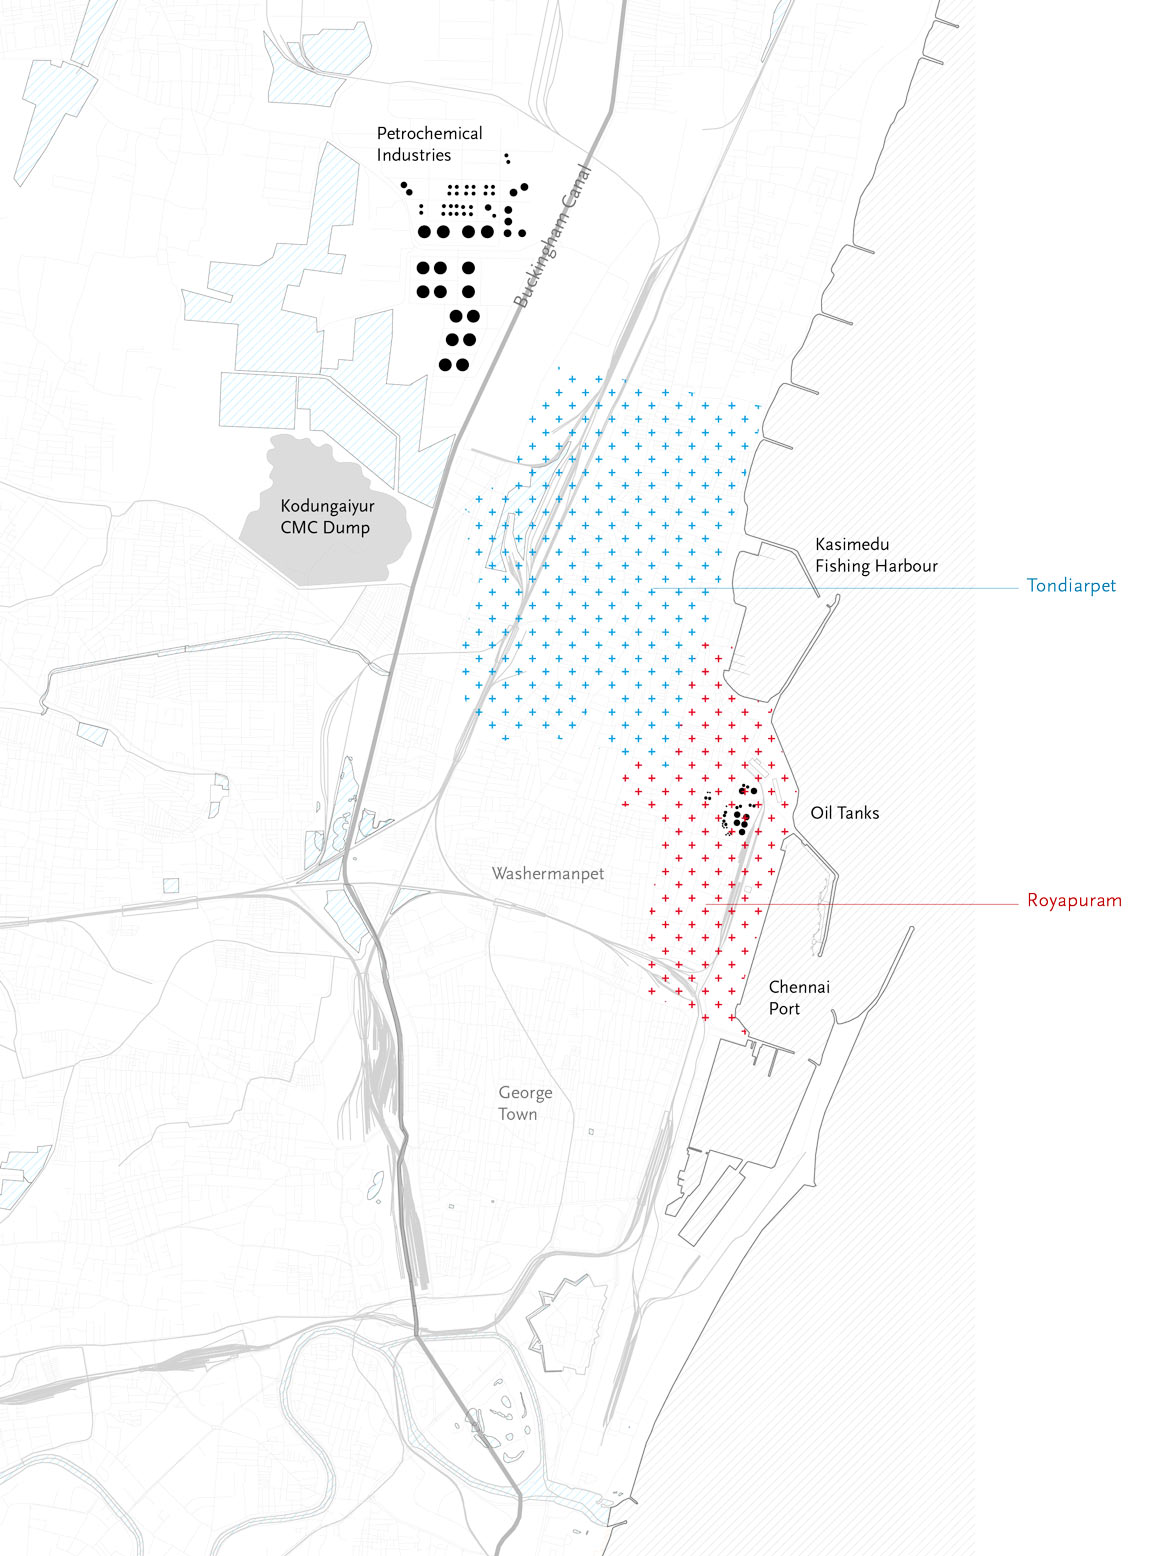 Petrochemical
Industries
Buckingham Canal
Kodungaiyur
CMC Dump
Kasimedu
Fishing Harbour
Tondiarpet
Oil Tanks
Washermanpet
Royapuram
Chennai
Port
George
Town